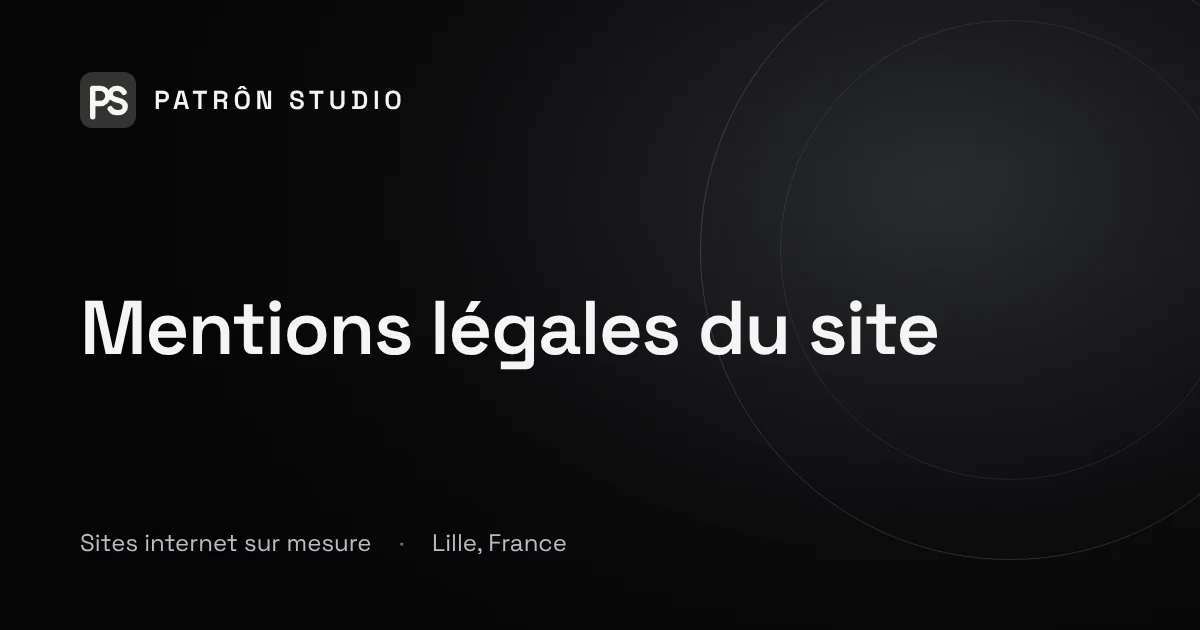 PS PATRÔN STUDIO
Mentions légales du site
Sites internet sur mesure · Lille, France